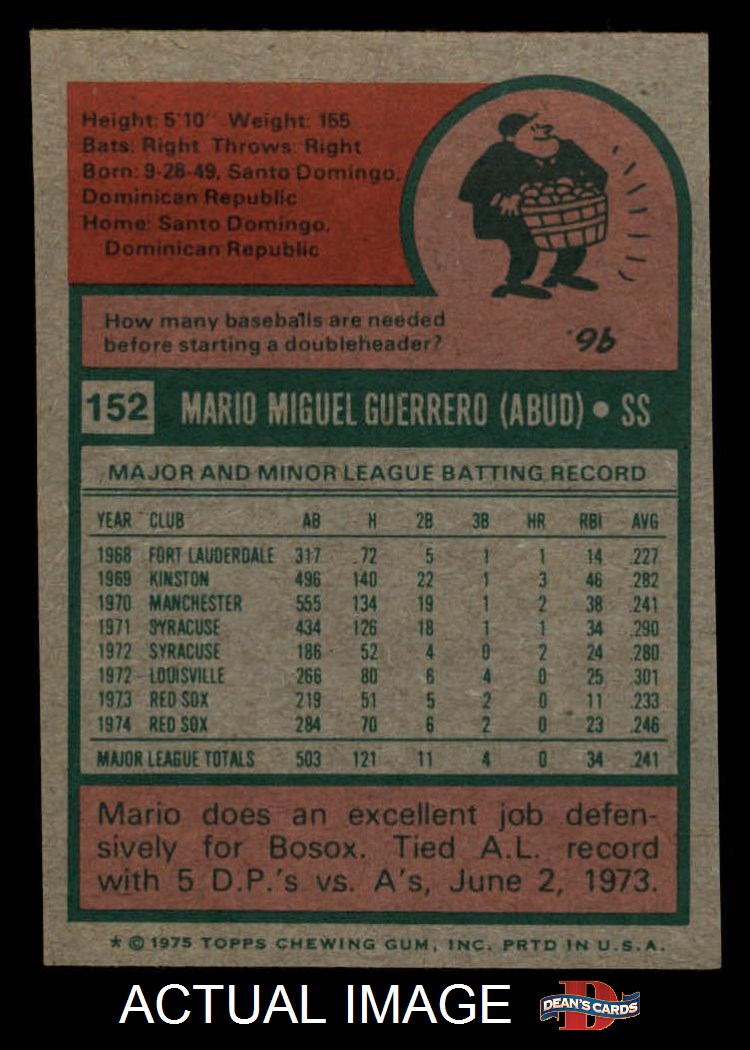 Height: 5'10" Weight: 155
Bats: Right Throws: Right
Born: 9-28-49, Santo Domingo,
Dominican Republic
Home: Santo Domingo,
Dominican Republic
How many baseballs are needed
before starting a doubleheader?
96.
152 MARIO MIGUEL GUERRERO (ABUD) • SS
MAJOR AND MINOR LEAGUE BATTING RECORD
YEAR CLUB AB H 2B 3B HR RBI AVG
1968 FORT LAUDERDALE 317 72 5 1 1 14 .227
1969 KINSTON 496 140 22 1 3 46 .282
1970 MANCHESTER 555 134 19 1 2 38 .241
1971 SYRACUSE 434 126 18 1 1 34 .290
1972 SYRACUSE 186 52 4 0 2 24 .280
1972 LOUISVILLE 266 80 6 4 0 25 .301
1973 RED SOX 219 51 5 2 0 11 .233
1974 RED SOX 284 70 6 2 0 23 .246
MAJOR LEAGUE TOTALS 503 121 11 4 0 34 .241
Mario does an excellent job defen-
sively for Bosox. Tied A.L. record
with 5 D.P.'s vs. A's, June 2, 1973.
* © 1975 TOPPS CHEWING GUM, INC. PRTD IN U.S.A.
ACTUAL IMAGE
D
DEAN'S CARDS